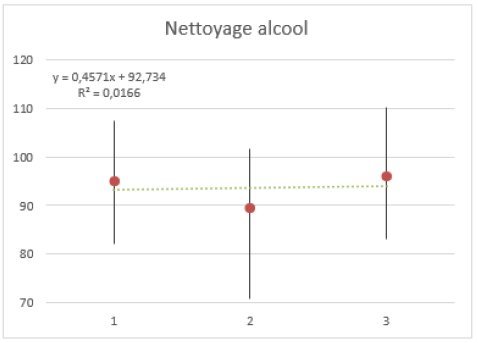 Nettoyage alcool
120
y = 0,4571x + 92,734
R² = 0,0166
110
100
90
80
70
1 2 3